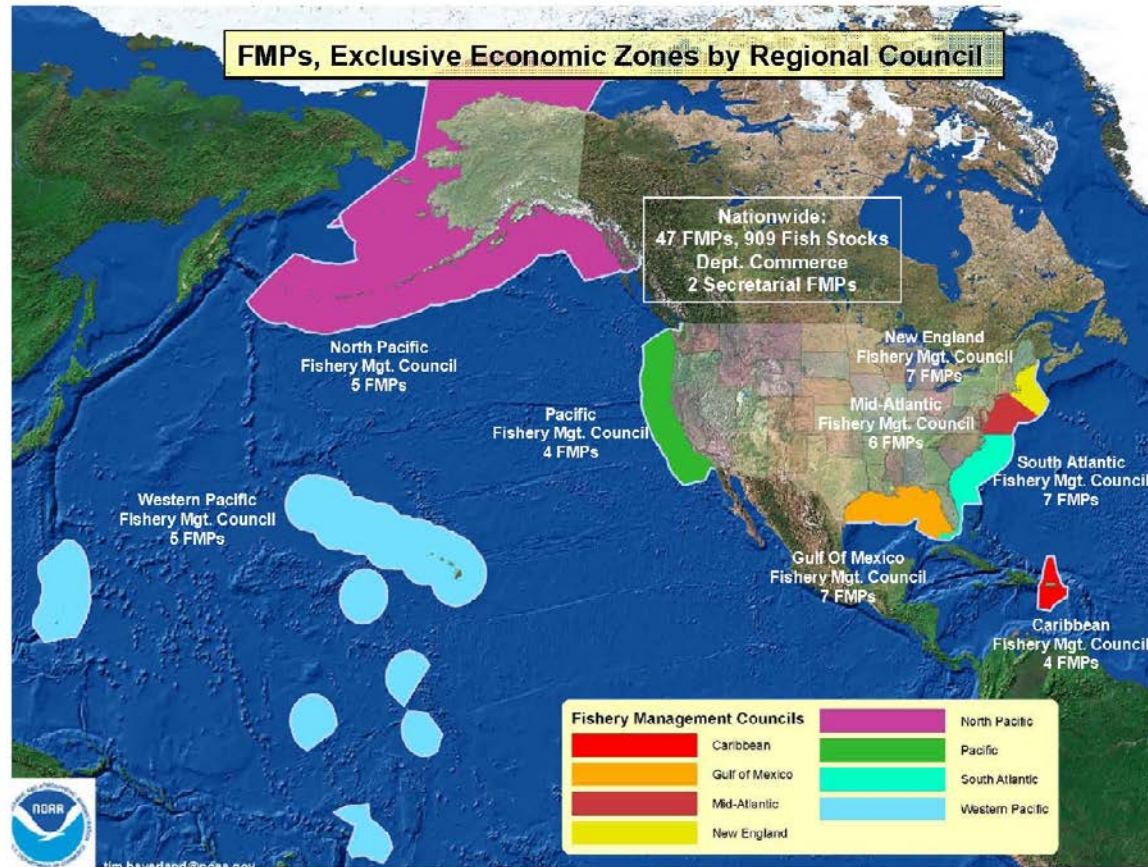 FMPs, Exclusive Economic Zones by Regional Council
Nationwide:
47 FMPs, 909 Fish Stocks
Dept. Commerce
2 Secretarial FMPs
North Pacific
Fishery Mgt. Council
5 FMPs
New England
Fishery Mgt. Council
7 FMPs
Pacific
Fishery Mgt. Council
4 FMPs
Mid-Atlantic
Fishery Mgt. Council
6 FMPs
South Atlantic
Fishery Mgt. Council
7 FMPs
Western Pacific
Fishery Mgt. Council
5 FMPs
Gulf Of Mexico
Fishery Mgt. Council
7 FMPs
Caribbean
Fishery Mgt. Council
4 FMPs
Fishery Management Councils
Caribbean
Gulf of Mexico
Mid-Atlantic
New England
North Pacific
Pacific
South Atlantic
Western Pacific
NOAA